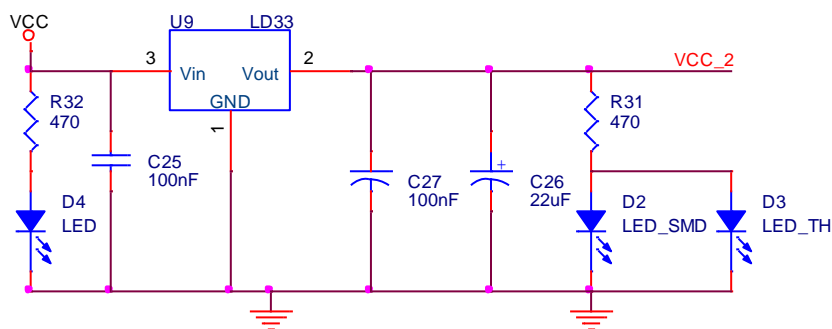 VCC
U9
LD33
3
Vin
Vout
2
GND
1
VCC_2
R32
470
C25
100nF
D4
LED
C27
100nF
+
C26
22uF
R31
470
D2
LED_SMD
D3
LED_TH